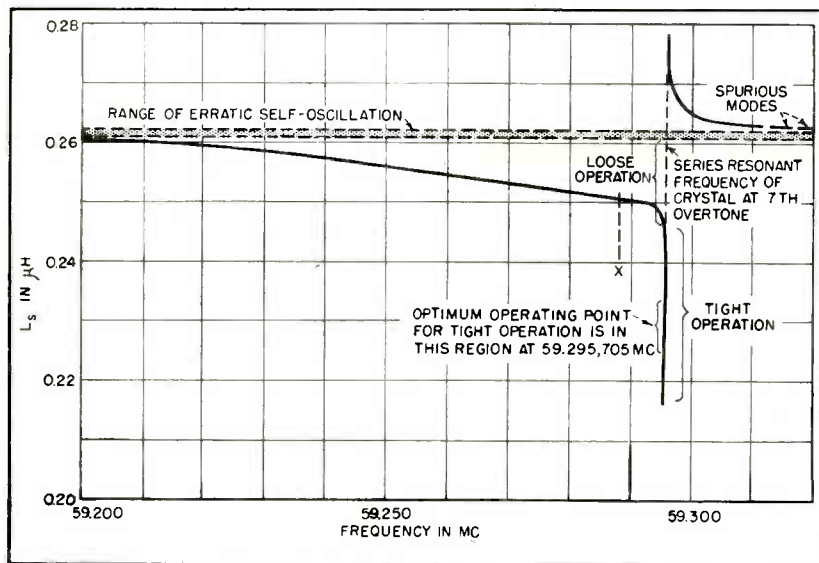 0.28
RANGE OF ERRATIC SELF-OSCILLATION
SPURIOUS
MODES
0.26
LOOSE
OPERATION
SERIES RESONANT
FREQUENCY OF
CRYSTAL AT 7TH
OVERTONE
0.24
X
LS IN μH
OPTIMUM OPERATING POINT
FOR TIGHT OPERATION IS IN
THIS REGION AT 59.295,705 MC
TIGHT
OPERATION
0.22
0.20
59.200
59.250
59.300
FREQUENCY IN MC